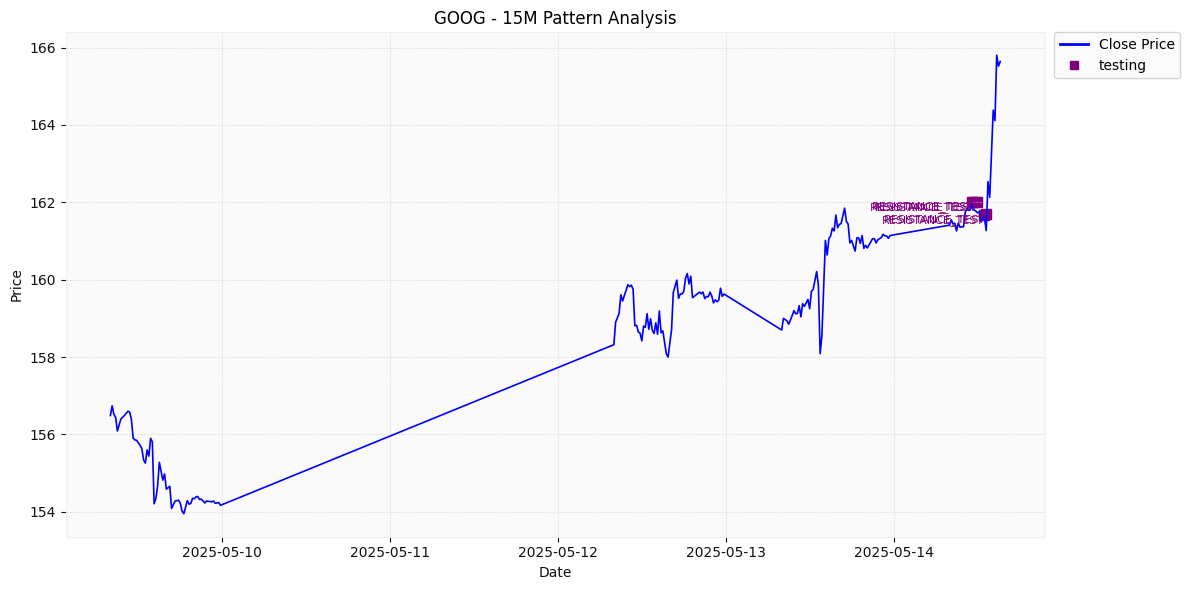 GOOG - 15M Pattern Analysis
Close Price
testing
166
164
162
160
158
156
154
Price
RESISTANCE_TEST
RESISTANCE_TEST
2025-05-10
2025-05-11
2025-05-12
2025-05-13
2025-05-14
Date